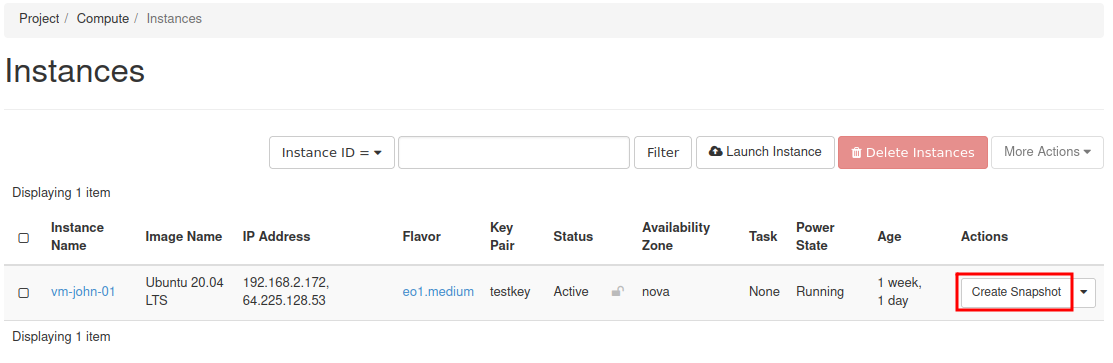 Project / Compute / Instances
Instances
Instance ID = Filter Launch Instance Delete Instances More Actions
Displaying 1 item
Instance Name Image Name IP Address Flavor Key Pair Status Availability Zone Task Power State Age Actions
vm-john-01 Ubuntu 20.04 LTS 192.168.2.172, 64.225.128.53 eo1.medium testkey Active nova None Running 1 week, 1 day Create Snapshot
Displaying 1 item